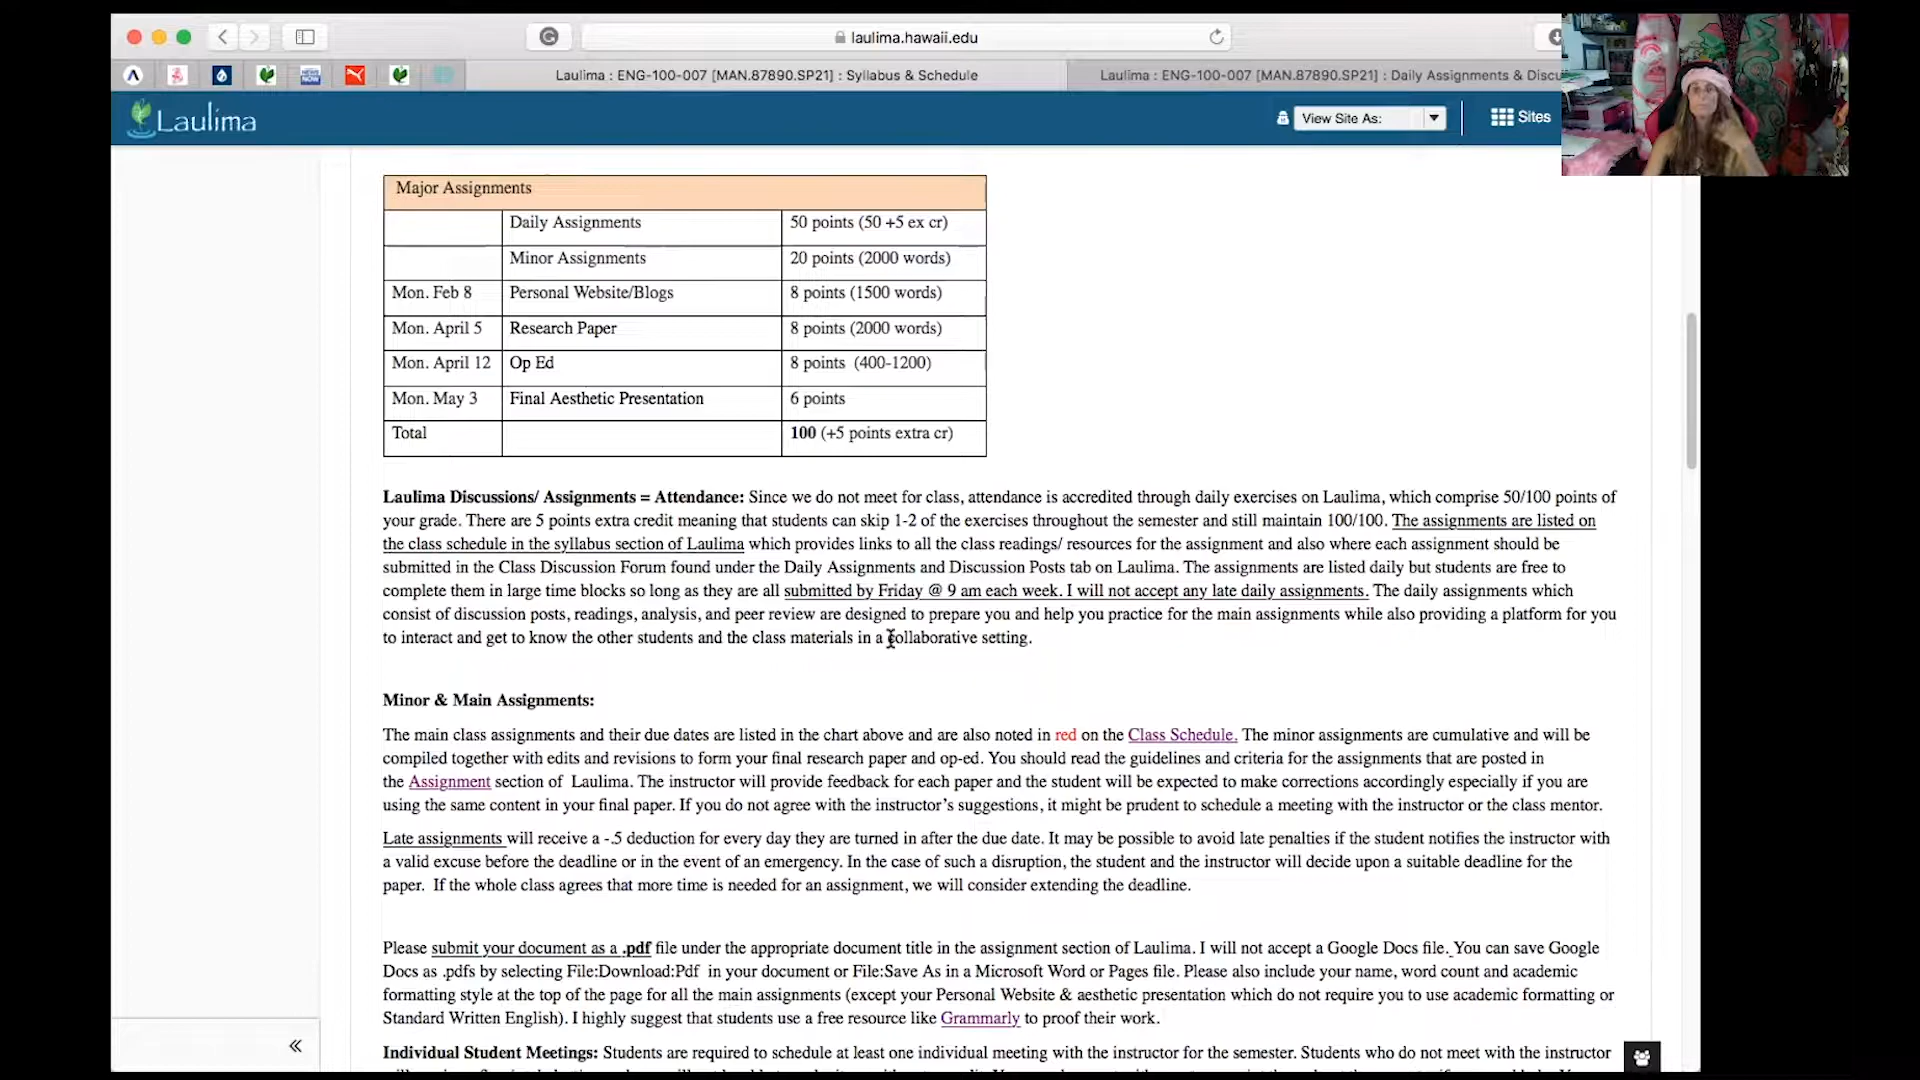 laulima.hawaii.edu
Laulima : ENG-100-007 [MAN.87890.SP21] : Syllabus & Schedule
Laulima : ENG-100-007 [MAN.87890.SP21] : Daily Assignments & Discu
Laulima
View Site As:
Sites
Major Assignments
Daily Assignments 50 points (50 +5 ex cr)
Minor Assignments 20 points (2000 words)
Mon. Feb 8 Personal Website/Blogs 8 points (1500 words)
Mon. April 5 Research Paper 8 points (2000 words)
Mon. April 12 Op Ed 8 points (400-1200)
Mon. May 3 Final Aesthetic Presentation 6 points
Total 100 (+5 points extra cr)
Laulima Discussions/ Assignments = Attendance: Since we do not meet for class, attendance is accredited through daily exercises on Laulima, which comprise 50/100 points of
your grade. There are 5 points extra credit meaning that students can skip 1-2 of the exercises throughout the semester and still maintain 100/100. The assignments are listed on
the class schedule in the syllabus section of Laulima which provides links to all the class readings/ resources for the assignment and also where each assignment should be
submitted in the Class Discussion Forum found under the Daily Assignments and Discussion Posts tab on Laulima. The assignments are listed daily but students are free to
complete them in large time blocks so long as they are all submitted by Friday @ 9 am each week. I will not accept any late daily assignments. The daily assignments which
consist of discussion posts, readings, analysis, and peer review are designed to prepare you and help you practice for the main assignments while also providing a platform for you
to interact and get to know the other students and the class materials in a collaborative setting.
Minor & Main Assignments:
The main class assignments and their due dates are listed in the chart above and are also noted in red on the Class Schedule. The minor assignments are cumulative and will be
compiled together with edits and revisions to form your final research paper and op-ed. You should read the guidelines and criteria for the assignments that are posted in
the Assignment section of Laulima. The instructor will provide feedback for each paper and the student will be expected to make corrections accordingly especially if you are
using the same content in your final paper. If you do not agree with the instructor's suggestions, it might be prudent to schedule a meeting with the instructor or the class mentor.
Late assignments will receive a -.5 deduction for every day they are turned in after the due date. It may be possible to avoid late penalties if the student notifies the instructor with
a valid excuse before the deadline or in the event of an emergency. In the case of such a disruption, the student and the instructor will decide upon a suitable deadline for the
paper. If the whole class agrees that more time is needed for an assignment, we will consider extending the deadline.
Please submit your document as a .pdf file under the appropriate document title in the assignment section of Laulima. I will not accept a Google Docs file. You can save Google
Docs as .pdfs by selecting File:Download:Pdf in your document or File:Save As in a Microsoft Word or Pages file. Please also include your name, word count and academic
formatting style at the top of the page for all the main assignments (except your Personal Website & aesthetic presentation which do not require you to use academic formatting or
Standard Written English). I highly suggest that students use a free resource like Grammarly to proof their work.
Individual Student Meetings: Students are required to schedule at least one individual meeting with the instructor for the semester. Students who do not meet with the instructor